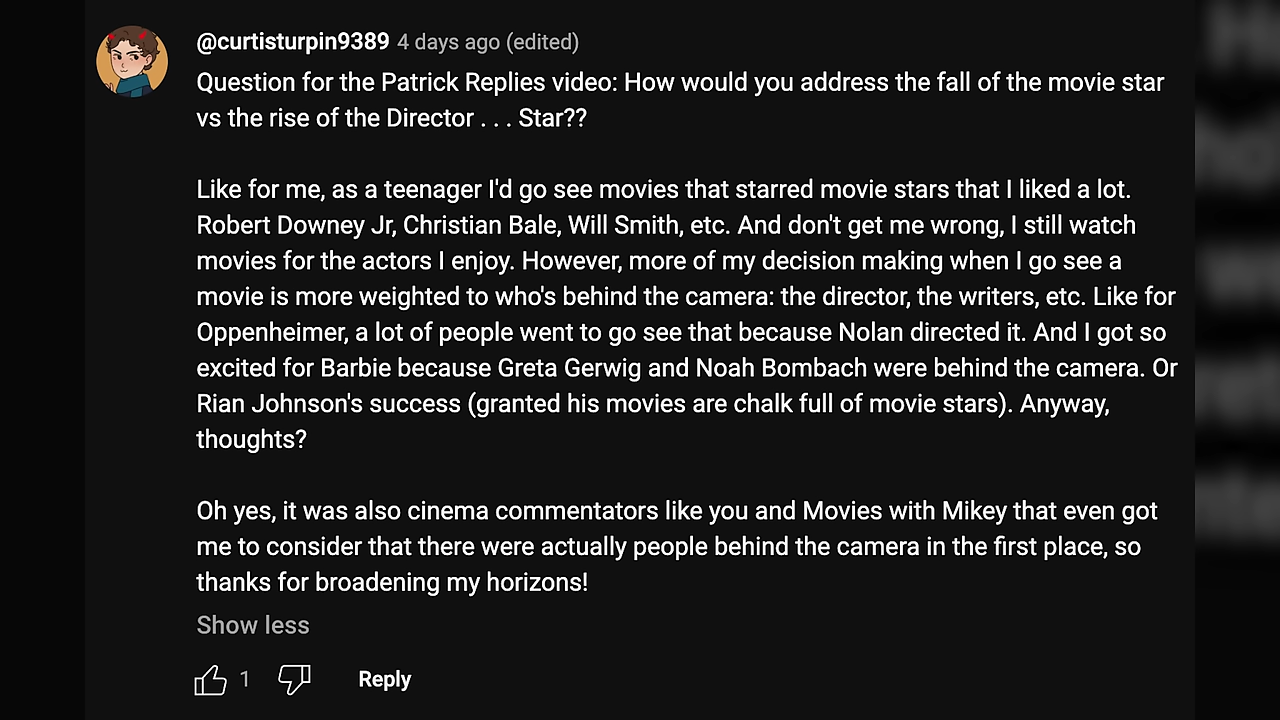 @curtisturpin9389 4 days ago (edited)
Question for the Patrick Replies video: How would you address the fall of the movie star
vs the rise of the Director . . . Star??
Like for me, as a teenager I'd go see movies that starred movie stars that I liked a lot.
Robert Downey Jr, Christian Bale, Will Smith, etc. And don't get me wrong, I still watch
movies for the actors I enjoy. However, more of my decision making when I go see a
movie is more weighted to who's behind the camera: the director, the writers, etc. Like for
Oppenheimer, a lot of people went to go see that because Nolan directed it. And I got so
excited for Barbie because Greta Gerwig and Noah Bombach were behind the camera. Or
Rian Johnson's success (granted his movies are chalk full of movie stars). Anyway,
thoughts?
Oh yes, it was also cinema commentators like you and Movies with Mikey that even got
me to consider that there were actually people behind the camera in the first place, so
thanks for broadening my horizons!
Show less
1 Reply